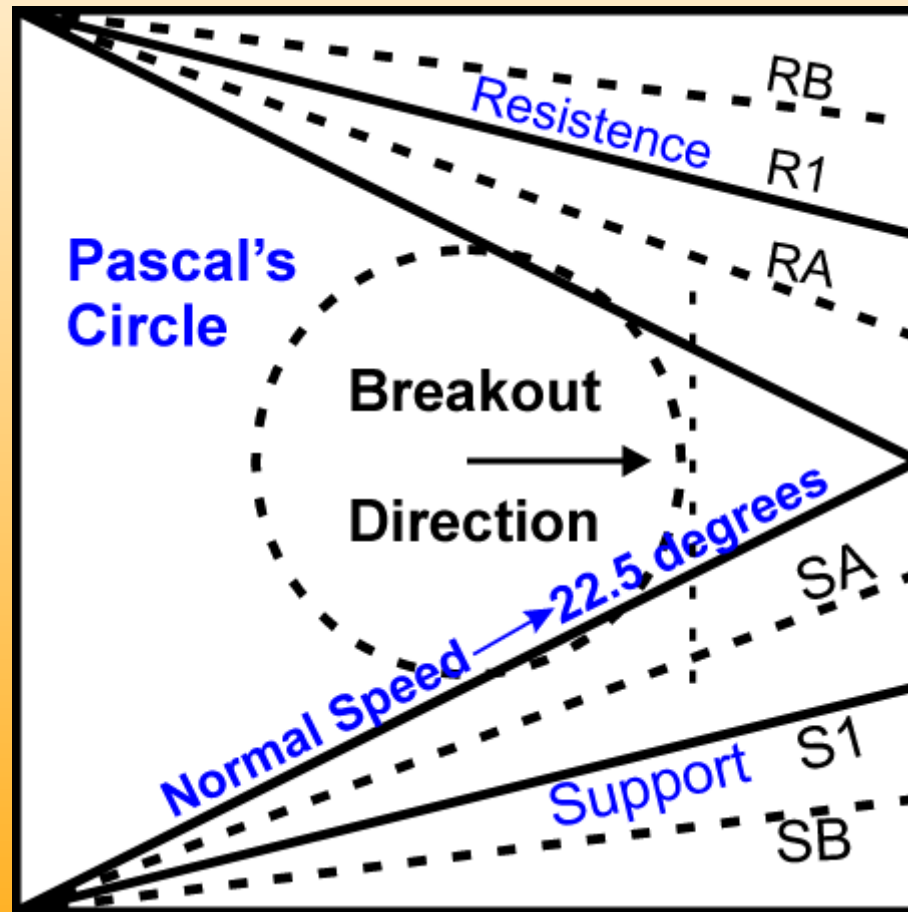 RB
Resistence
R1
RA
Pascal's
Circle
Breakout
Direction
Normal Speed → 22.5 degrees
SA
S1
Support
SB